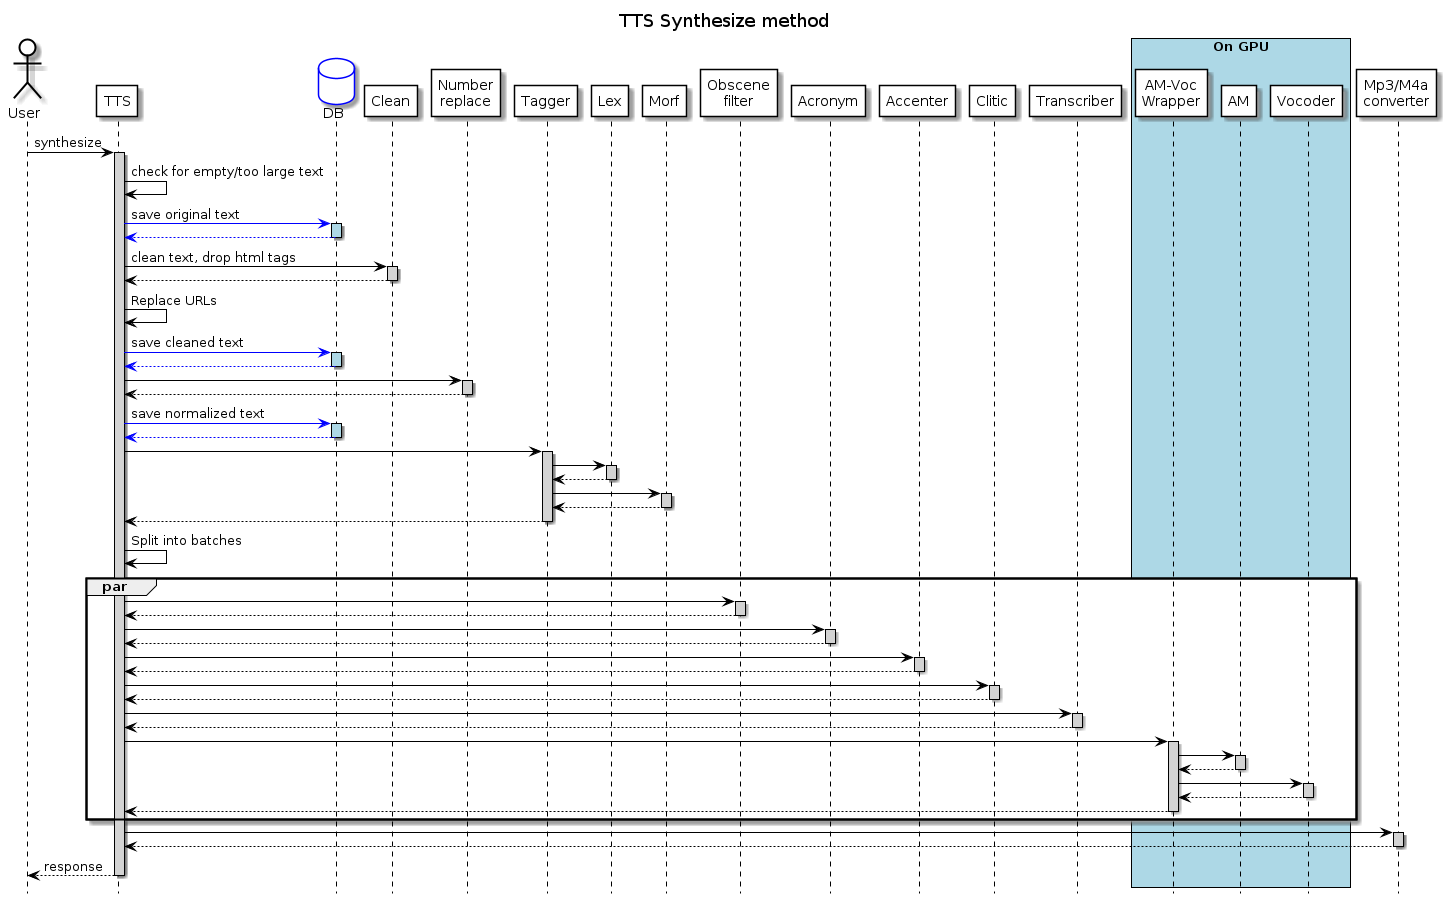 TTS Synthesize method
On GPU
User
TTS
DB
Clean
Number
replace
Tagger
Lex
Morf
Obscene
filter
Acronym
Accenter
Clitic
Transcriber
AM-Voc
Wrapper
AM
Vocoder
Mp3/M4a
converter
synthesize
check for empty/too large text
save original text
clean text, drop html tags
Replace URLs
save cleaned text
save normalized text
Split into batches
par
response